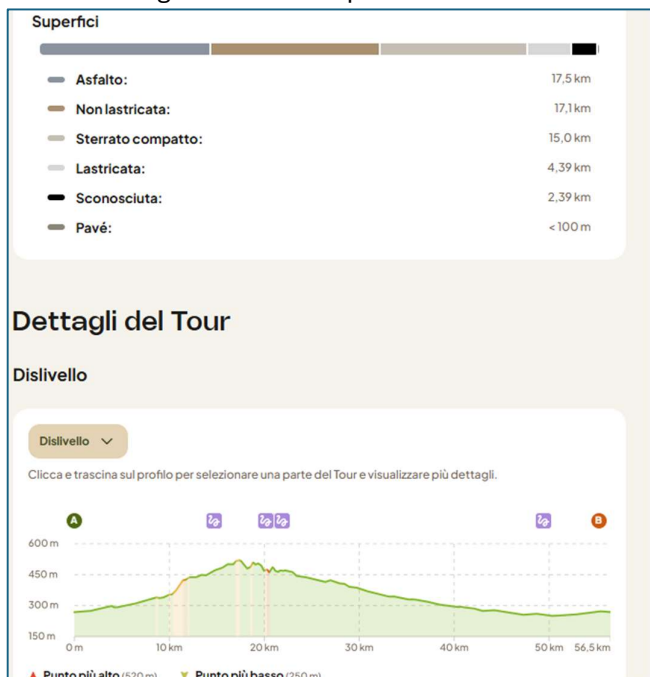 Superfici
Asfalto: 17,5 km
Non lastricata: 17,1 km
Sterrato compatto: 15,0 km
Lastricata: 4,39 km
Sconosciuta: 2,39 km
Pavé: < 100 m
Dettagli del Tour
Dislivello
Dislivello
Clicca e trascina sul profilo per selezionare una parte del Tour e visualizzare più dettagli.
A B
600 m
450 m
300 m
150 m
0 m 10 km 20 km 30 km 40 km 50 km 56,5 km
Punto più alto (520 m) Punto più basso (250 m)